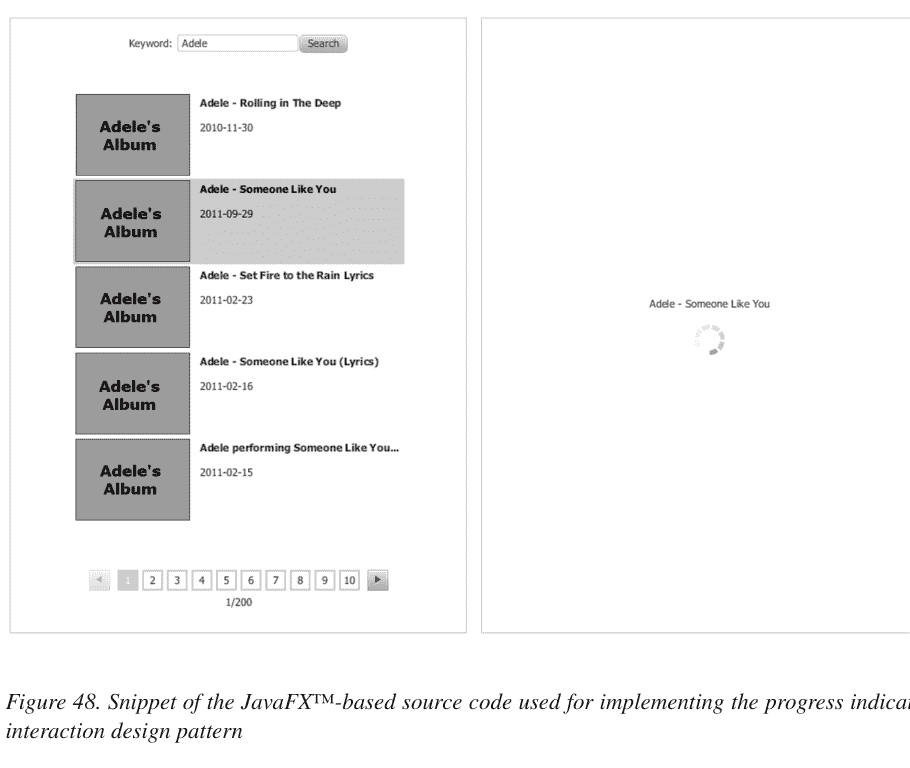 Keyword: Adele Search
Adele's
Album
Adele - Rolling in The Deep
2010-11-30
Adele's
Album
Adele - Someone Like You
2011-09-29
Adele's
Album
Adele - Set Fire to the Rain Lyrics
2011-02-23
Adele's
Album
Adele - Someone Like You (Lyrics)
2011-02-16
Adele's
Album
Adele performing Someone Like You...
2011-02-15
1 2 3 4 5 6 7 8 9 10
1/200
Adele - Someone Like You
Figure 48. Snippet of the JavaFX™-based source code used for implementing the progress indica
interaction design pattern